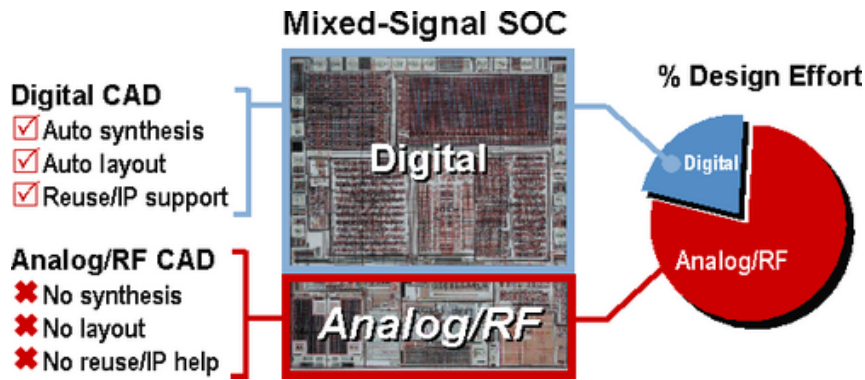 Mixed-Signal SOC
Digital CAD
Auto synthesis
Auto layout
Reuse/IP support
Analog/RF CAD
No synthesis
No layout
No reuse/IP help
Digital
Analog/RF
% Design Effort
Digital
Analog/RF